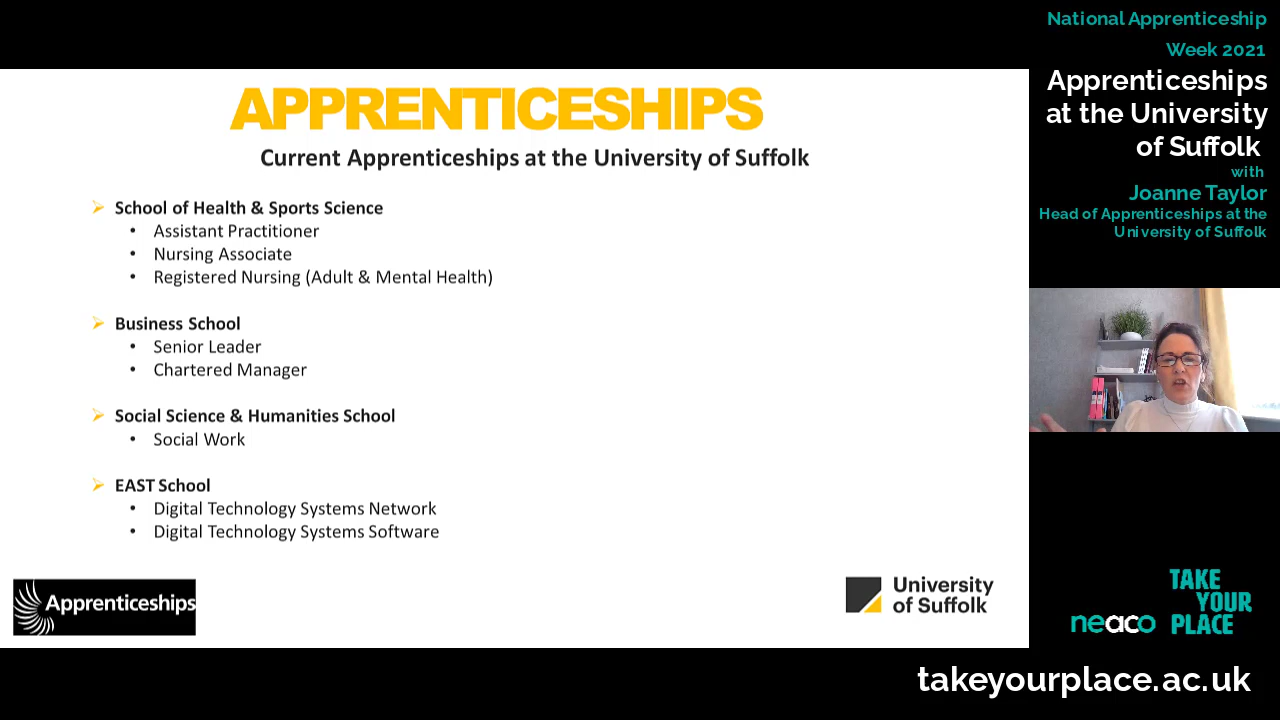 APPRENTICESHIPS
Current Apprenticeships at the University of Suffolk
School of Health & Sports Science
Assistant Practitioner
Nursing Associate
Registered Nursing (Adult & Mental Health)
Business School
Senior Leader
Chartered Manager
Social Science & Humanities School
Social Work
EAST School
Digital Technology Systems Network
Digital Technology Systems Software
Apprenticeships
University
of Suffolk
National Apprenticeship
Week 2021
Apprenticeships
at the University
of Suffolk
with
Joanne Taylor
Head of Apprenticeships at the
University of Suffolk
neaco
TAKE
YOUR
PLACE
takeyourplace.ac.uk